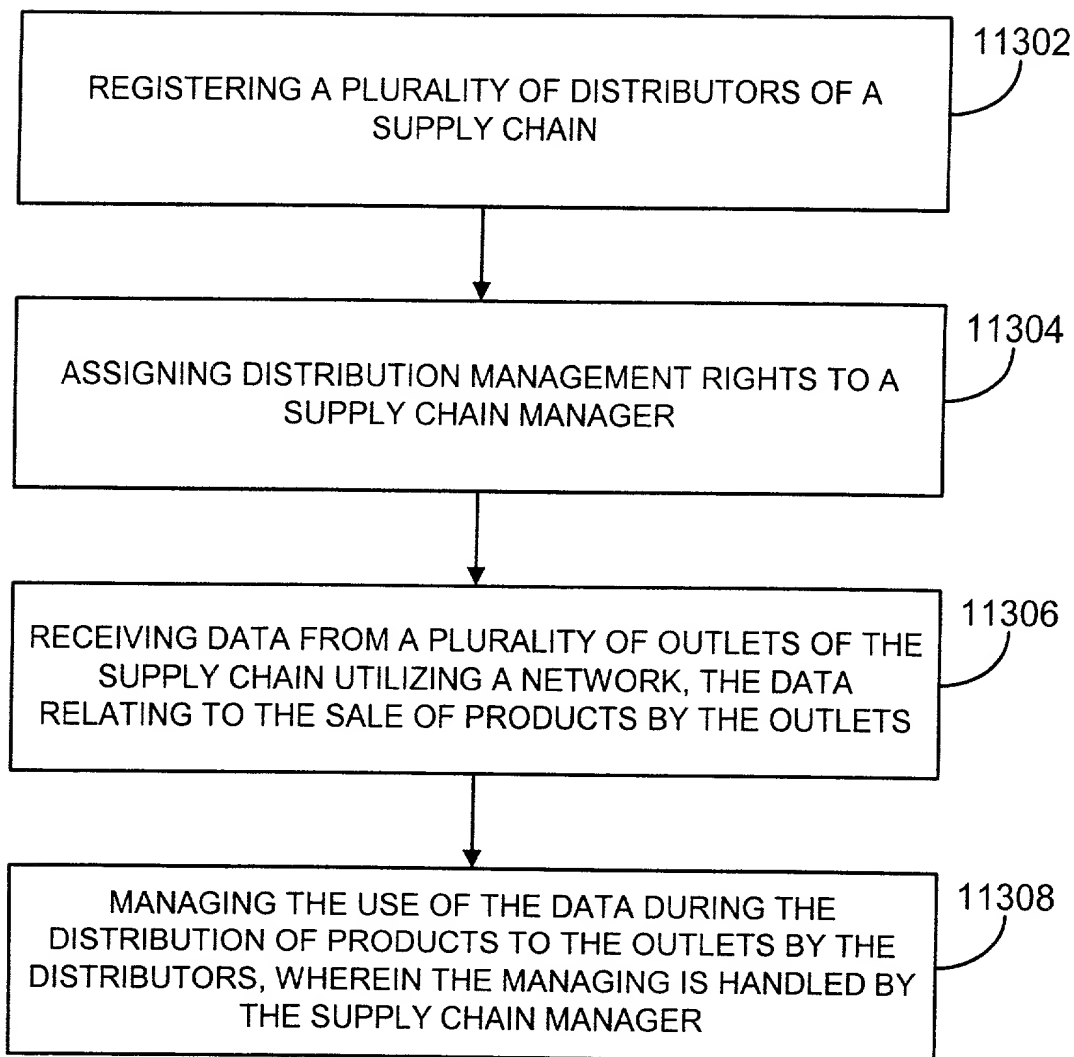 11302
REGISTERING A PLURALITY OF DISTRIBUTORS OF A
SUPPLY CHAIN
11304
ASSIGNING DISTRIBUTION MANAGEMENT RIGHTS TO A
SUPPLY CHAIN MANAGER
11306
RECEIVING DATA FROM A PLURALITY OF OUTLETS OF THE
SUPPLY CHAIN UTILIZING A NETWORK, THE DATA
RELATING TO THE SALE OF PRODUCTS BY THE OUTLETS
11308
MANAGING THE USE OF THE DATA DURING THE
DISTRIBUTION OF PRODUCTS TO THE OUTLETS BY THE
DISTRIBUTORS, WHEREIN THE MANAGING IS HANDLED BY
THE SUPPLY CHAIN MANAGER